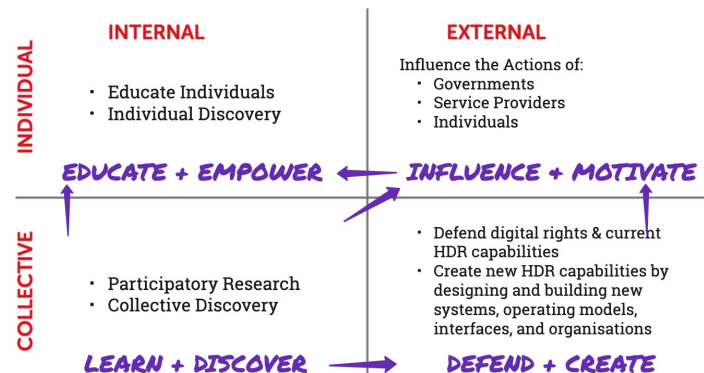 INTERNAL
EXTERNAL
INDIVIDUAL
• Educate Individuals
• Individual Discovery
Influence the Actions of:
• Governments
• Service Providers
• Individuals
EDUCATE + EMPOWER
INFLUENCE + MOTIVATE
COLLECTIVE
• Participatory Research
• Collective Discovery
• Defend digital rights & current
HDR capabilities
• Create new HDR capabilities by
designing and building new
systems, operating models,
interfaces, and organisations
LEARN + DISCOVER
DEFEND + CREATE